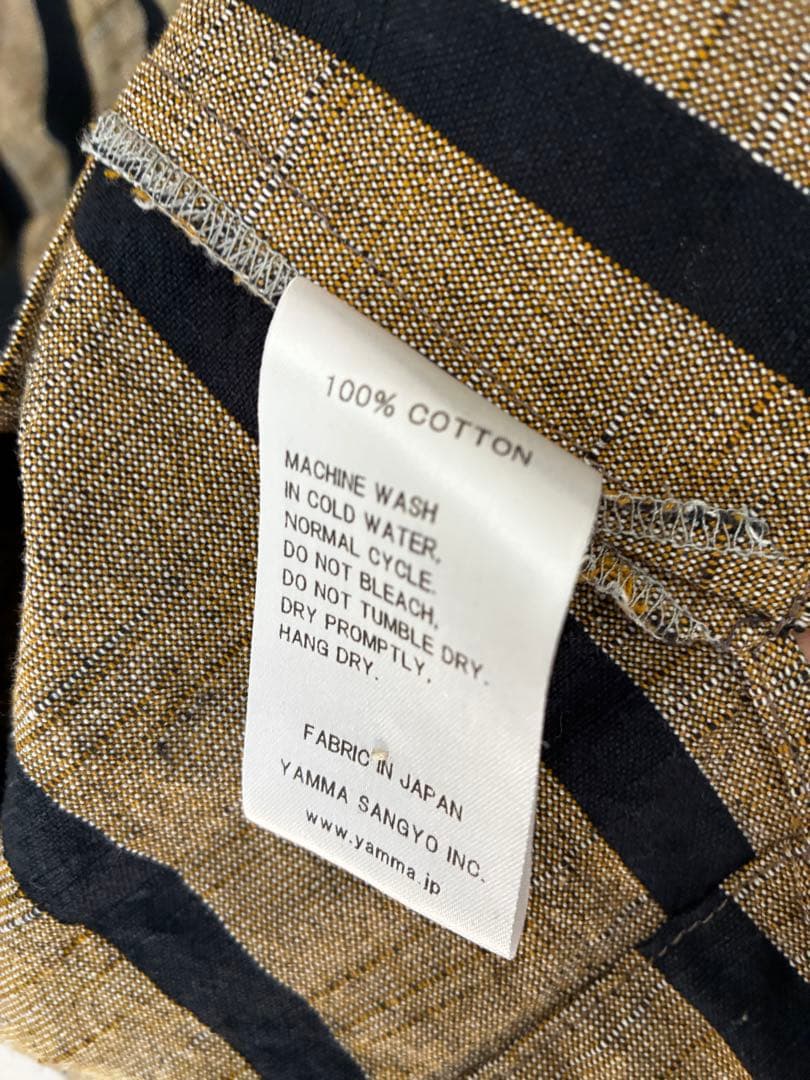 100% COTTON
MACHINE WASH
IN COLD WATER,
NORMAL CYCLE.
DO NOT BLEACH,
DO NOT TUMBLE DRY.
DRY PROMPTLY,
HANG DRY.
FABRIC IN JAPAN
YAMMA SANGYO INC.
www.yamma.jp